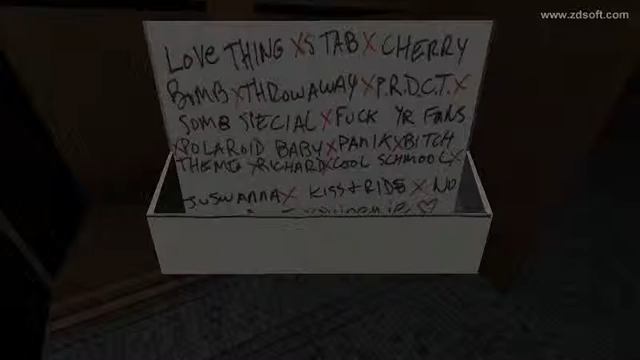 www.zdsoft.com
LOVE THING X S TAB X CHERRY
BOMB X THROWAWAY X P.R.D.C.T. X
SOME SPECIAL X FUCK YR FANS
X POLAROID BABY X PANIK X BITCH
THEME X RICHARD X COOL SCHMOOL X
JUSWANNA X KISS + RIDE X NO